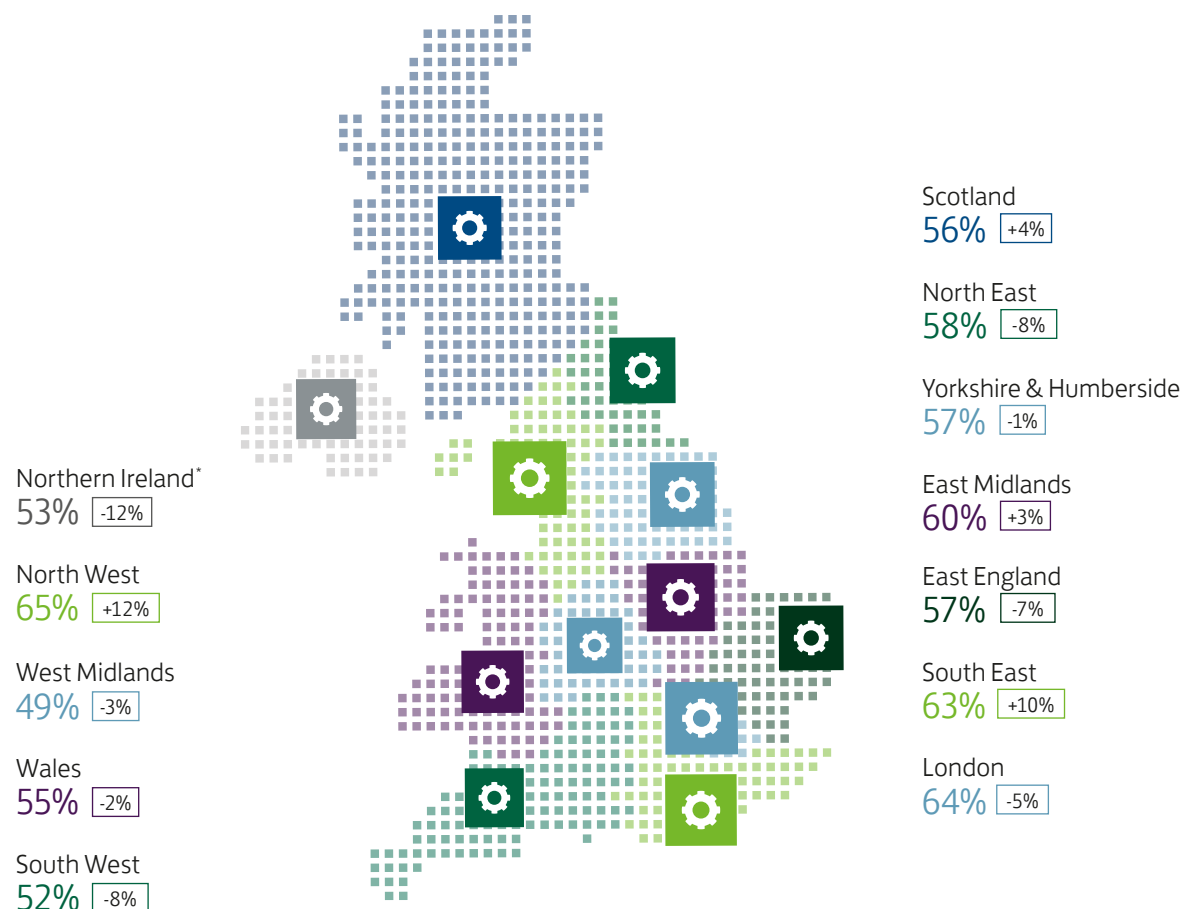 Northern Ireland*
53% -12%
North West
65% +12%
West Midlands
49% -3%
Wales
55% -2%
South West
52% -8%
Scotland
56% +4%
North East
58% -8%
Yorkshire & Humberside
57% -1%
East Midlands
60% +3%
East England
57% -7%
South East
63% +10%
London
64% -5%